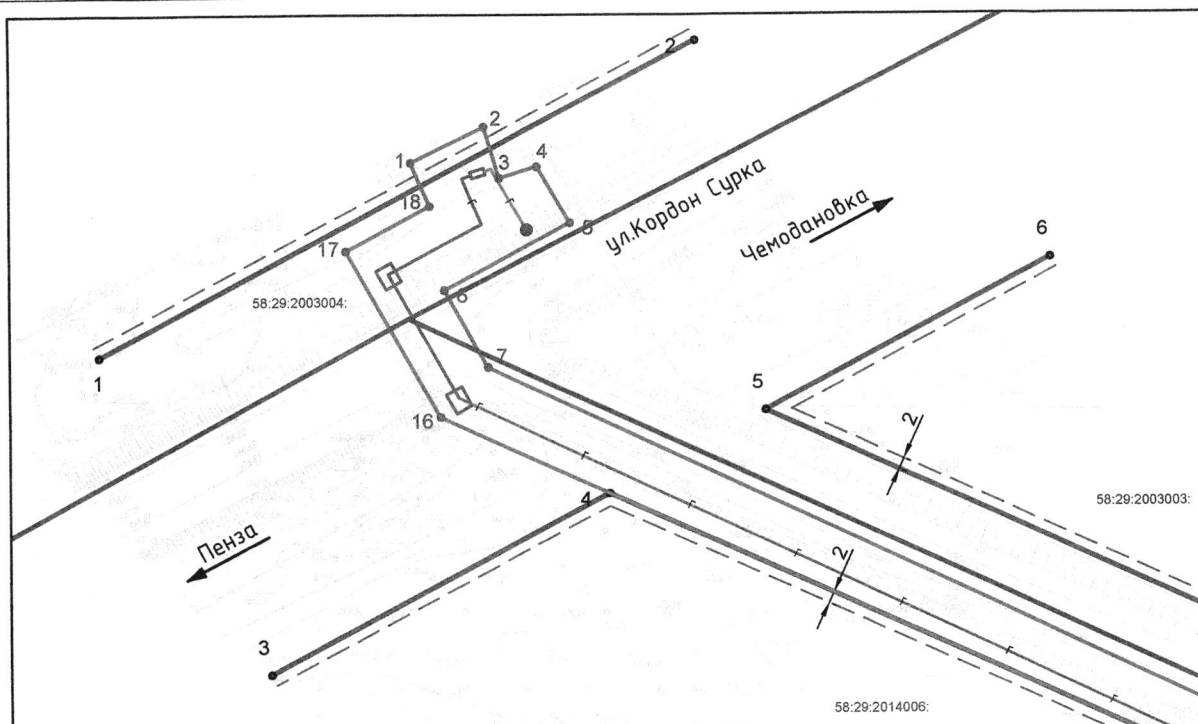 2
2
1
3
4
18
5
17
ул.Кордон Сурка
Чемодановка
6
58:29:2003004:
6
1
7
5
16
2
4
58:29:2003003:
Пенза
2
3
58:29:2014006:
г
г
г
г
г
г
г